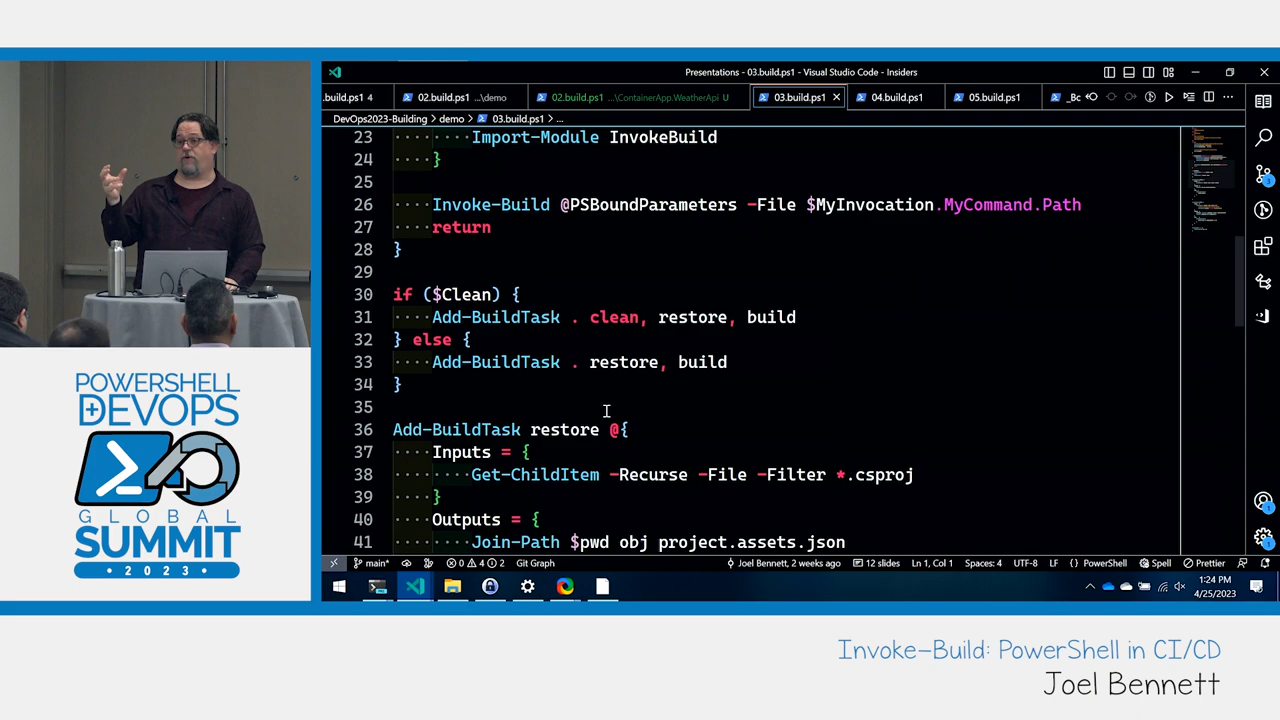 Presentations - 03.build.ps1 - Visual Studio Code - Insiders
.build.ps1 4
02.build.ps1 ...\demo
02.build.ps1 ...\ContainerApp.WeatherApi U
03.build.ps1
04.build.ps1
05.build.ps1
_Bc
DevOps2023-Building > demo > 03.build.ps1 > ...
23 ········Import-Module InvokeBuild
24 ····}
25
26 ····Invoke-Build @PSBoundParameters -File $MyInvocation.MyCommand.Path
27 ····return
28 }
29
30 if ($Clean) {
31 ····Add-BuildTask . clean, restore, build
32 } else {
33 ····Add-BuildTask . restore, build
34 }
35
36 Add-BuildTask restore @{
37 ····Inputs = {
38 ········Get-ChildItem -Recurse -File -Filter *.csproj
39 ····}
40 ····Outputs = {
41 ········Join-Path $pwd obj project.assets.json
main* 0 4 2 Git Graph Joel Bennett, 2 weeks ago 12 slides Ln 1, Col 1 Spaces: 4 UTF-8 LF {} PowerShell Spell Prettier
1:24 PM
4/25/2023
POWERSHELL
+DEVOPS
GLOBAL
SUMMIT
• 2023 •
Invoke-Build: PowerShell in CI/CD
Joel Bennett